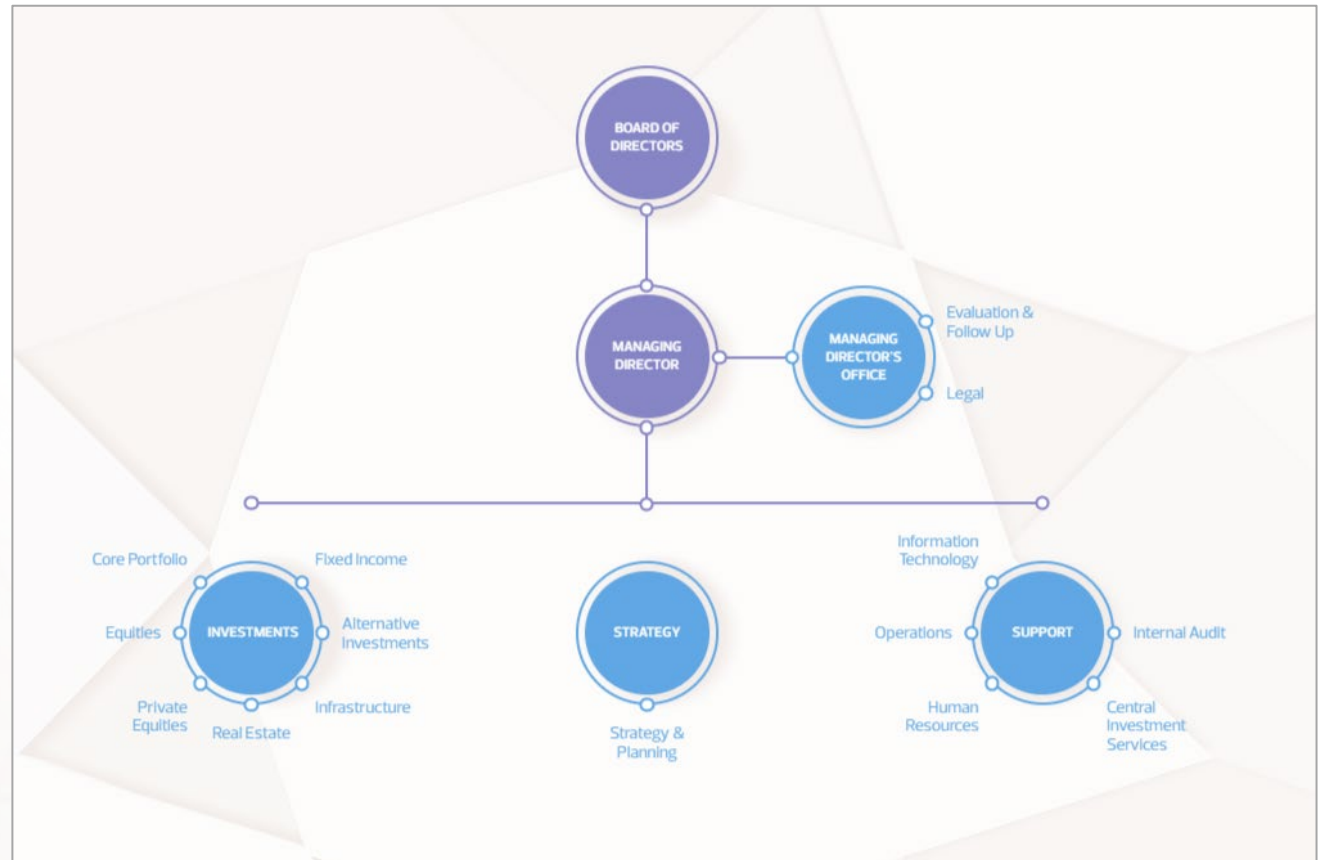 BOARD OF
DIRECTORS
MANAGING
DIRECTOR
MANAGING
DIRECTOR'S
OFFICE
Evaluation &
Follow Up
Legal
Core Portfolio
Fixed Income
Equities
INVESTMENTS
Alternative
Investments
Private
Equities
Real Estate
Infrastructure
STRATEGY
Strategy &
Planning
Information
Technology
Operations
SUPPORT
Internal Audit
Human
Resources
Central
Investment
Services